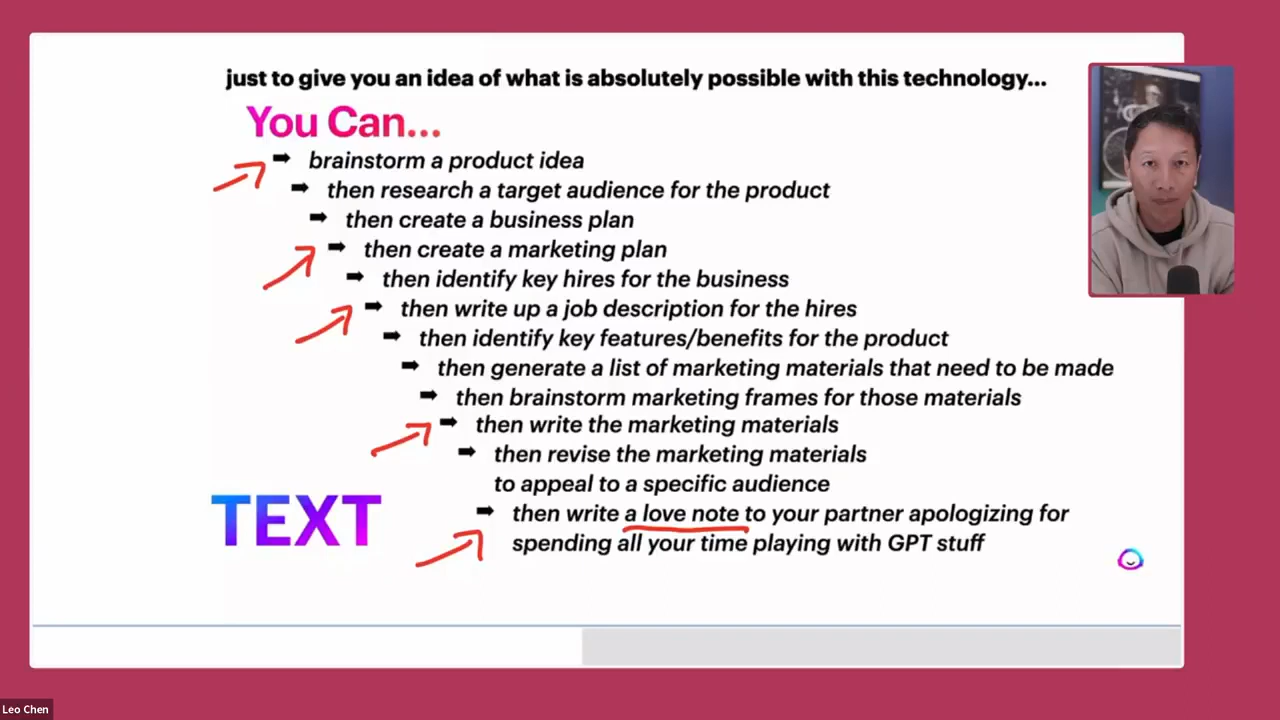 just to give you an idea of what is absolutely possible with this technology...
You Can...
➡ brainstorm a product idea
➡ then research a target audience for the product
➡ then create a business plan
➡ then create a marketing plan
➡ then identify key hires for the business
➡ then write up a job description for the hires
➡ then identify key features/benefits for the product
➡ then generate a list of marketing materials that need to be made
➡ then brainstorm marketing frames for those materials
➡ then write the marketing materials
➡ then revise the marketing materials
to appeal to a specific audience
➡ then write a love note to your partner apologizing for
spending all your time playing with GPT stuff
TEXT
Leo Chen